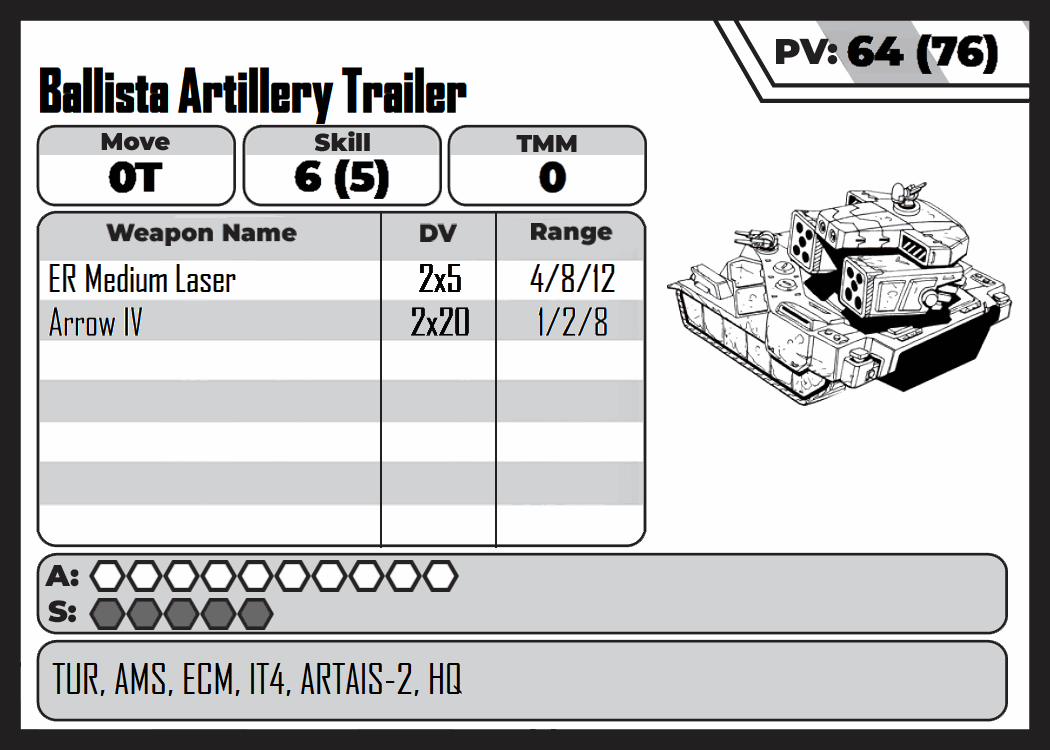 PV: 64 (76)
Ballista Artillery Trailer
Move Skill TMM
0T 6 (5) 0
Weapon Name DV Range
ER Medium Laser 2x5 4/8/12
Arrow IV 2x20 1/2/8
A:
S:
TUR, AMS, ECM, IT4, ARTAIS-2, HQ